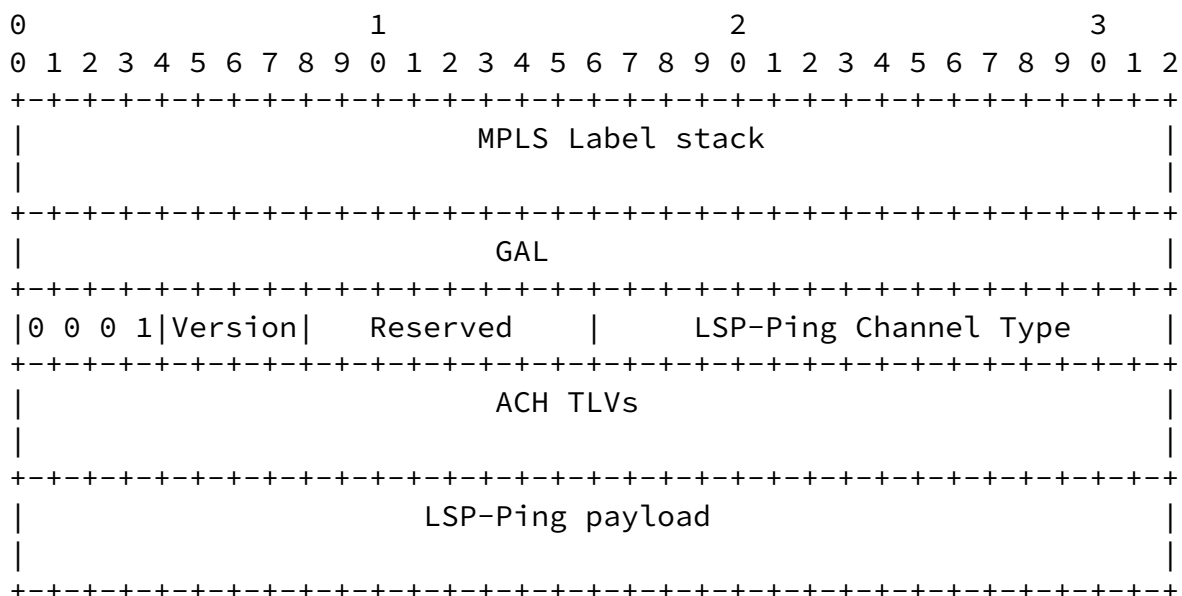 0                   1                   2                   3
0 1 2 3 4 5 6 7 8 9 0 1 2 3 4 5 6 7 8 9 0 1 2 3 4 5 6 7 8 9 0 1 2
+-+-+-+-+-+-+-+-+-+-+-+-+-+-+-+-+-+-+-+-+-+-+-+-+-+-+-+-+-+-+-+-+
|                         MPLS Label stack                      |
|                                                               |
+-+-+-+-+-+-+-+-+-+-+-+-+-+-+-+-+-+-+-+-+-+-+-+-+-+-+-+-+-+-+-+-+
|                          GAL                                  |
+-+-+-+-+-+-+-+-+-+-+-+-+-+-+-+-+-+-+-+-+-+-+-+-+-+-+-+-+-+-+-+-+
|0 0 0 1|Version|   Reserved    |     LSP-Ping Channel Type     |
+-+-+-+-+-+-+-+-+-+-+-+-+-+-+-+-+-+-+-+-+-+-+-+-+-+-+-+-+-+-+-+-+
|                          ACH TLVs                             |
|                                                               |
+-+-+-+-+-+-+-+-+-+-+-+-+-+-+-+-+-+-+-+-+-+-+-+-+-+-+-+-+-+-+-+-+
|                      LSP-Ping payload                         |
|                                                               |
+-+-+-+-+-+-+-+-+-+-+-+-+-+-+-+-+-+-+-+-+-+-+-+-+-+-+-+-+-+-+-+-+